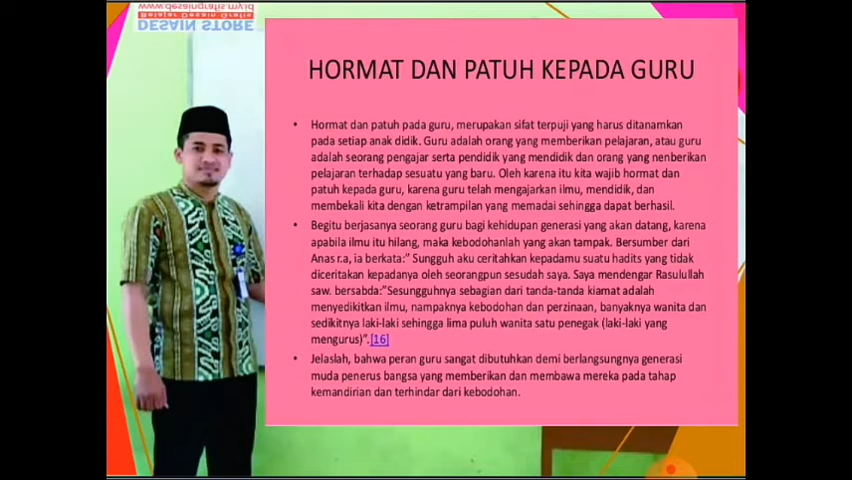 www.desaingrafis.my.id
Belajar Desain Grafis
DESAIN STORE
HORMAT DAN PATUH KEPADA GURU
• Hormat dan patuh pada guru, merupakan sifat terpuji yang harus ditanamkan
pada setiap anak didik. Guru adalah orang yang memberikan pelajaran, atau guru
adalah seorang pengajar serta pendidik yang mendidik dan orang yang nenberikan
pelajaran terhadap sesuatu yang baru. Oleh karena itu kita wajib hormat dan
patuh kepada guru, karena guru telah mengajarkan ilmu, mendidik, dan
membekali kita dengan ketrampilan yang memadai sehingga dapat berhasil.
• Begitu berjasanya seorang guru bagi kehidupan generasi yang akan datang, karena
apabila ilmu itu hilang, maka kebodohanlah yang akan tampak. Bersumber dari
Anas r.a, ia berkata:” Sungguh aku ceritahkan kepadamu suatu hadits yang tidak
diceritakan kepadanya oleh seorangpun sesudah saya. Saya mendengar Rasulullah
saw. bersabda:”Sesungguhnya sebagian dari tanda-tanda kiamat adalah
menyedikitkan ilmu, nampaknya kebodohan dan perzinaan, banyaknya wanita dan
sedikitnya laki-laki sehingga lima puluh wanita satu penegak (laki-laki yang
mengurus)”.[16]
• Jelaslah, bahwa peran guru sangat dibutuhkan demi berlangsungnya generasi
muda penerus bangsa yang memberikan dan membawa mereka pada tahap
kemandirian dan terhindar dari kebodohan.